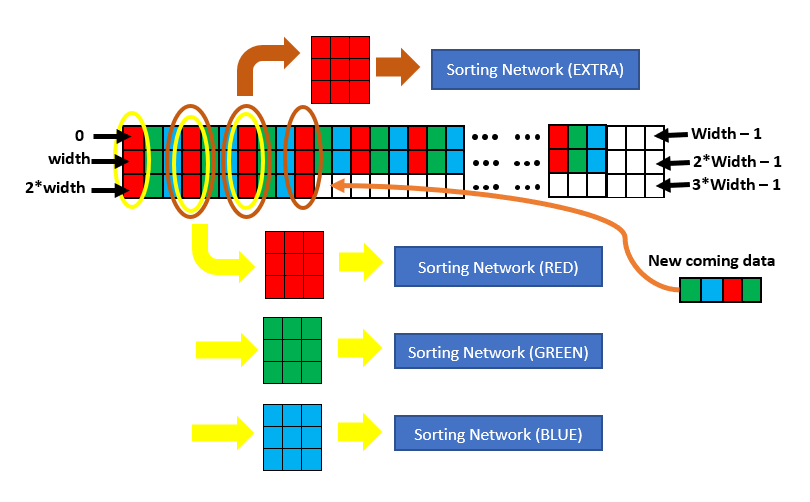 Sorting Network (EXTRA)
0
Width – 1
width
2*Width – 1
2*width
3*Width – 1
New coming data
Sorting Network (RED)
Sorting Network (GREEN)
Sorting Network (BLUE)